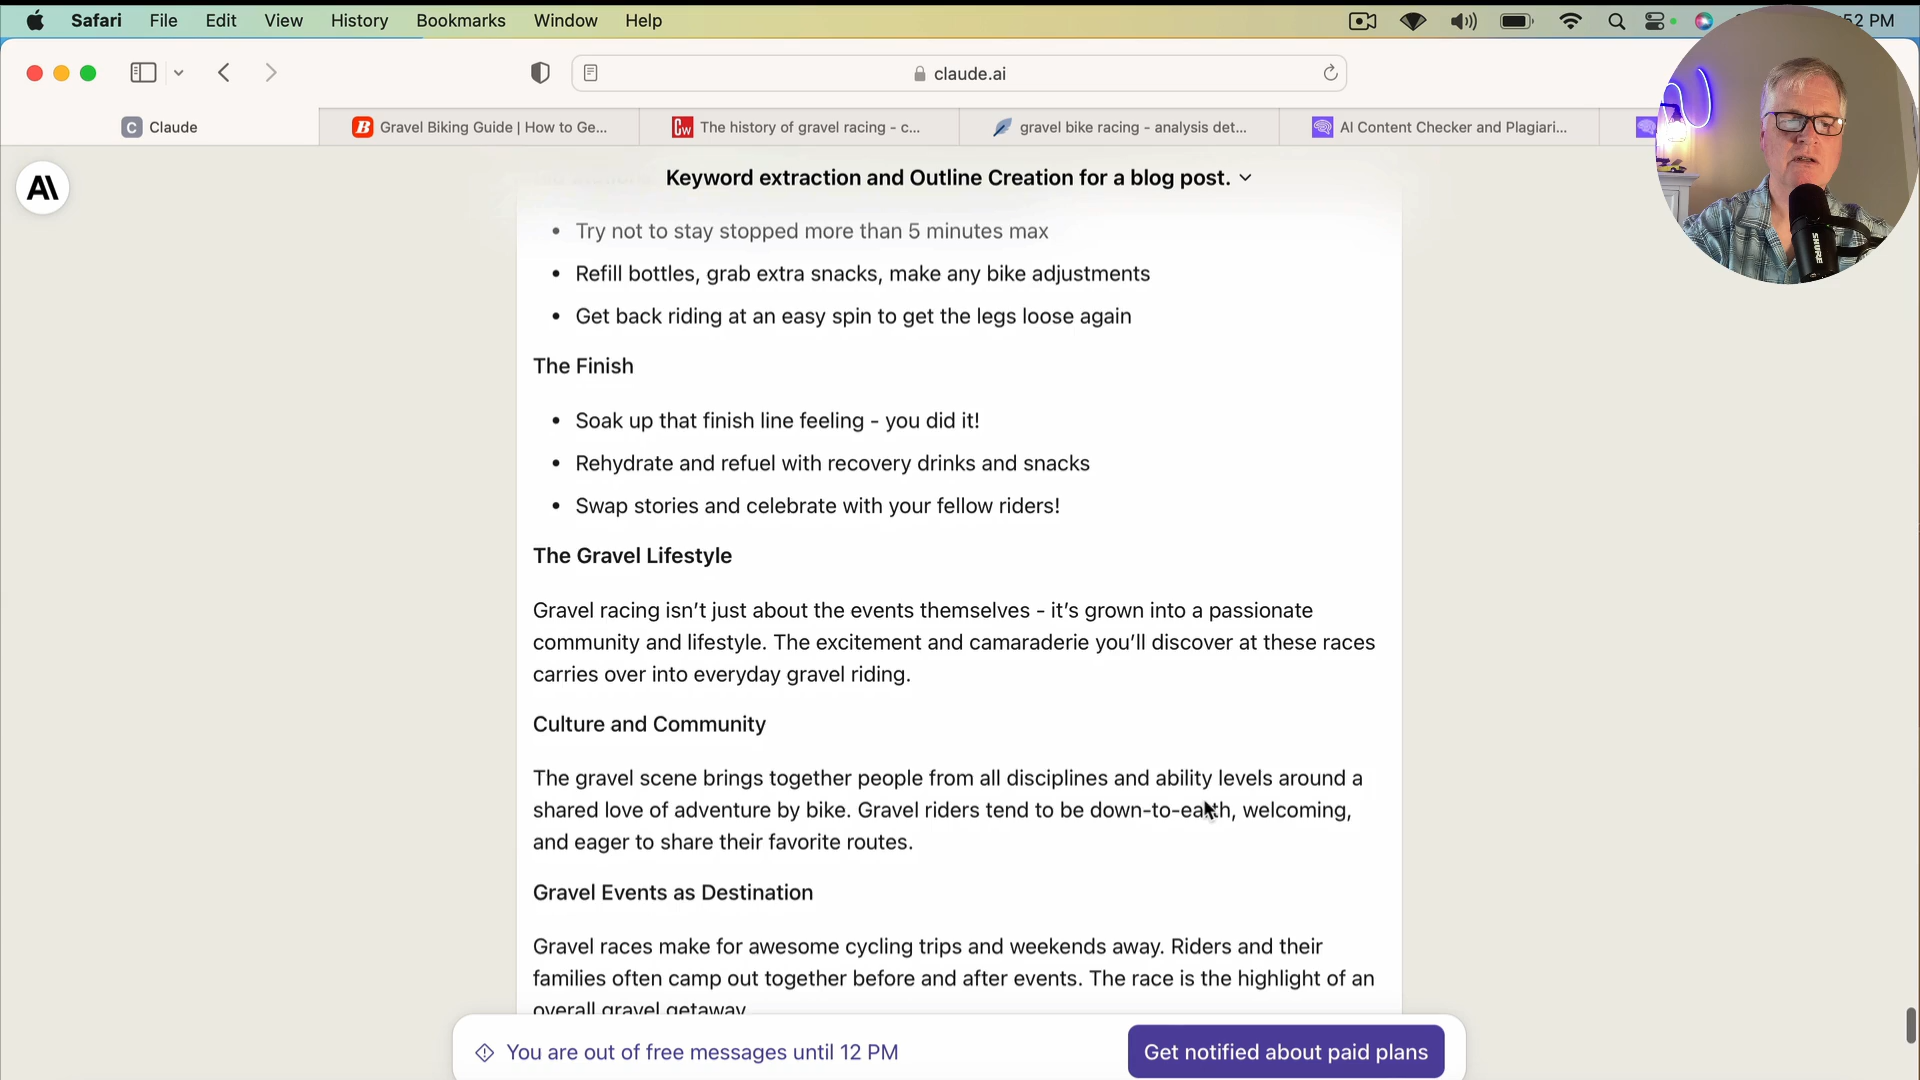 Safari File Edit View History Bookmarks Window Help
52 PM
claude.ai
C Claude
B Gravel Biking Guide | How to Ge...
Cw The history of gravel racing - c...
gravel bike racing - analysis det...
AI Content Checker and Plagiari...
A\
Keyword extraction and Outline Creation for a blog post.
• Try not to stay stopped more than 5 minutes max
• Refill bottles, grab extra snacks, make any bike adjustments
• Get back riding at an easy spin to get the legs loose again
The Finish
• Soak up that finish line feeling - you did it!
• Rehydrate and refuel with recovery drinks and snacks
• Swap stories and celebrate with your fellow riders!
The Gravel Lifestyle
Gravel racing isn’t just about the events themselves - it’s grown into a passionate
community and lifestyle. The excitement and camaraderie you’ll discover at these races
carries over into everyday gravel riding.
Culture and Community
The gravel scene brings together people from all disciplines and ability levels around a
shared love of adventure by bike. Gravel riders tend to be down-to-earth, welcoming,
and eager to share their favorite routes.
Gravel Events as Destination
Gravel races make for awesome cycling trips and weekends away. Riders and their
families often camp out together before and after events. The race is the highlight of an
overall gravel getaway
You are out of free messages until 12 PM
Get notified about paid plans
SHURE